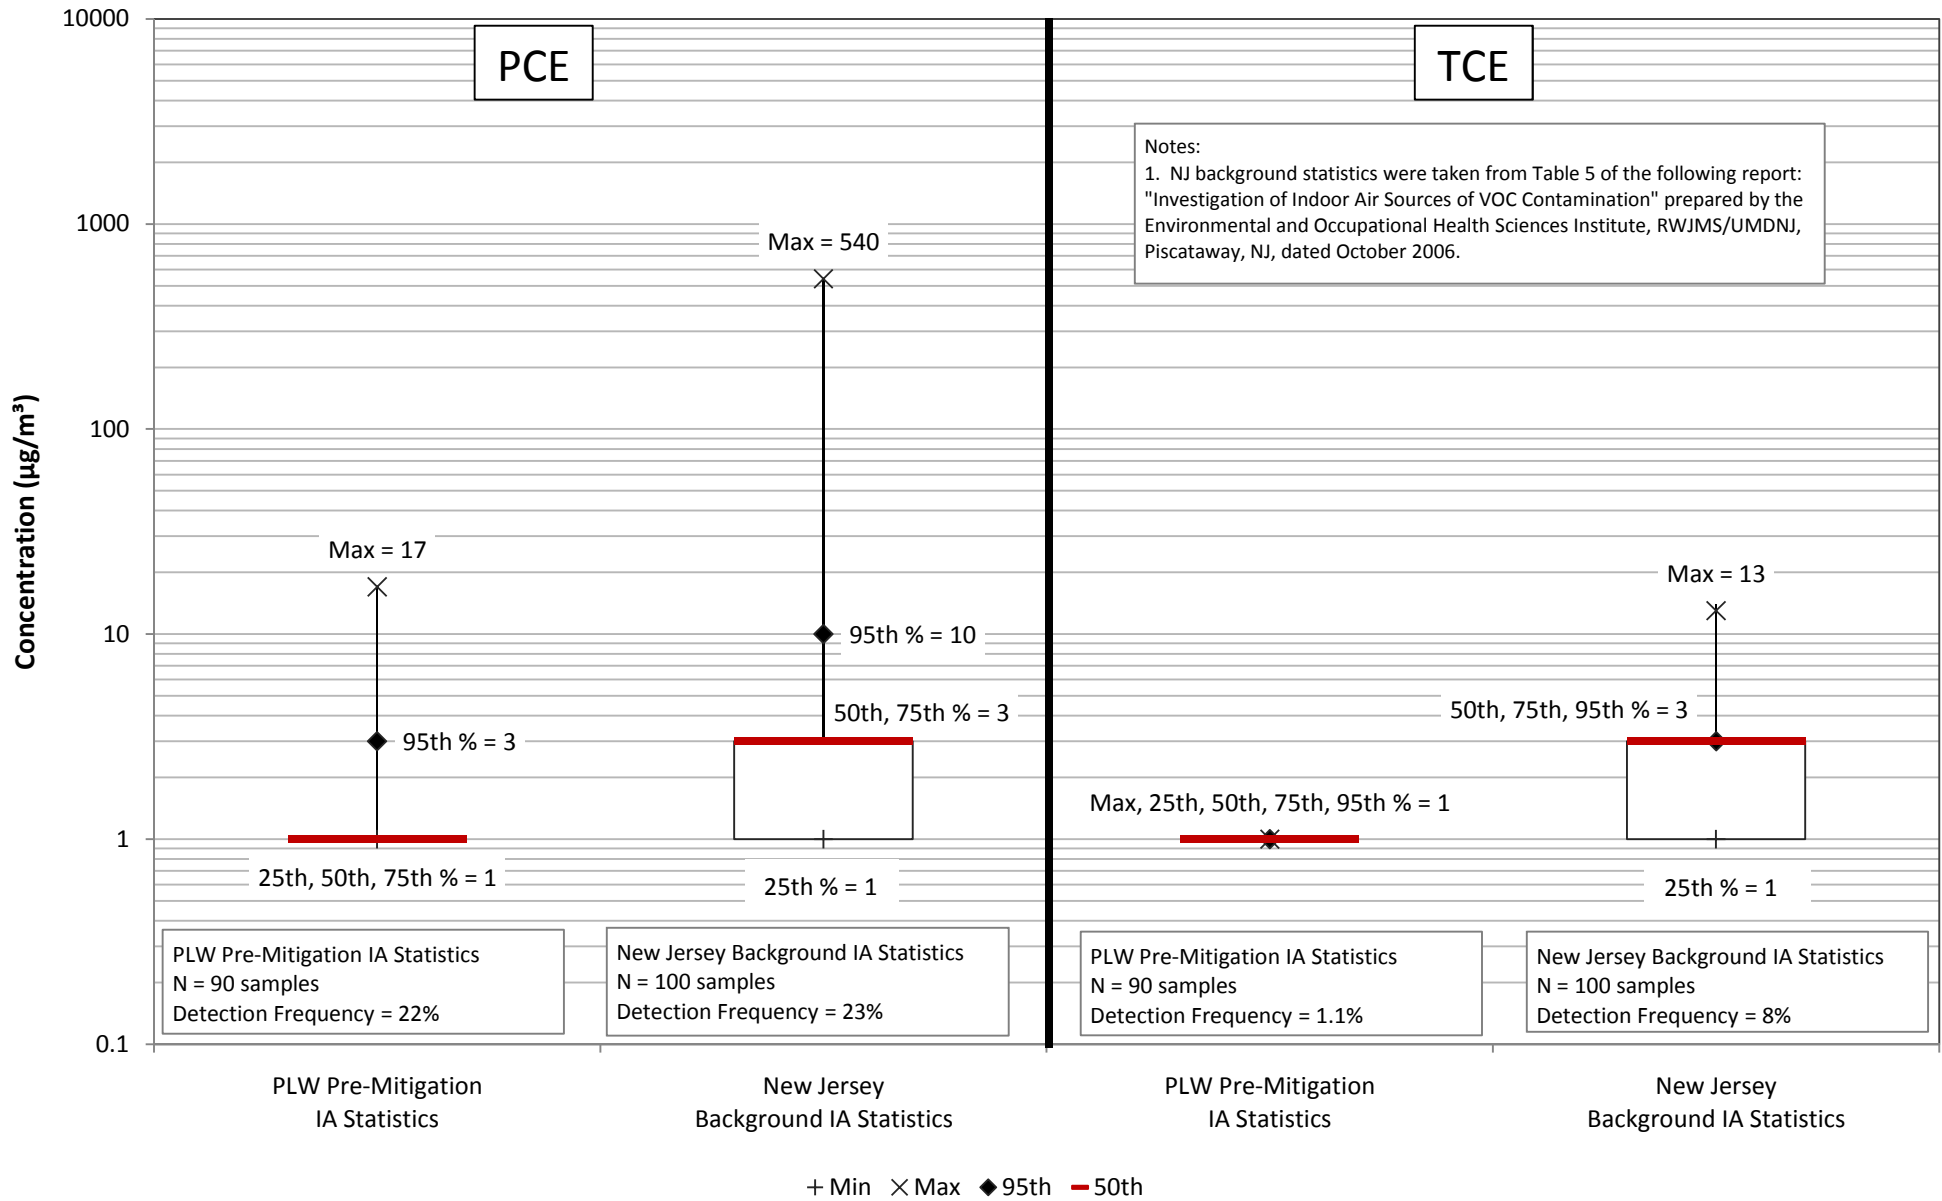 PCE
TCE
Notes:
1. NJ background statistics were taken from Table 5 of the following report:
"Investigation of Indoor Air Sources of VOC Contamination" prepared by the
Environmental and Occupational Health Sciences Institute, RWJMS/UMDNJ,
Piscataway, NJ, dated October 2006.
Concentration (µg/m³)
10000
1000
100
10
1
0.1
Max = 17
95th % = 3
25th, 50th, 75th % = 1
Max = 540
95th % = 10
50th, 75th % = 3
25th % = 1
Max, 25th, 50th, 75th, 95th % = 1
Max = 13
50th, 75th, 95th % = 3
25th % = 1
PLW Pre-Mitigation IA Statistics
N = 90 samples
Detection Frequency = 22%
New Jersey Background IA Statistics
N = 100 samples
Detection Frequency = 23%
PLW Pre-Mitigation IA Statistics
N = 90 samples
Detection Frequency = 1.1%
New Jersey Background IA Statistics
N = 100 samples
Detection Frequency = 8%
PLW Pre-Mitigation
IA Statistics
New Jersey
Background IA Statistics
PLW Pre-Mitigation
IA Statistics
New Jersey
Background IA Statistics
Min Max 95th 50th